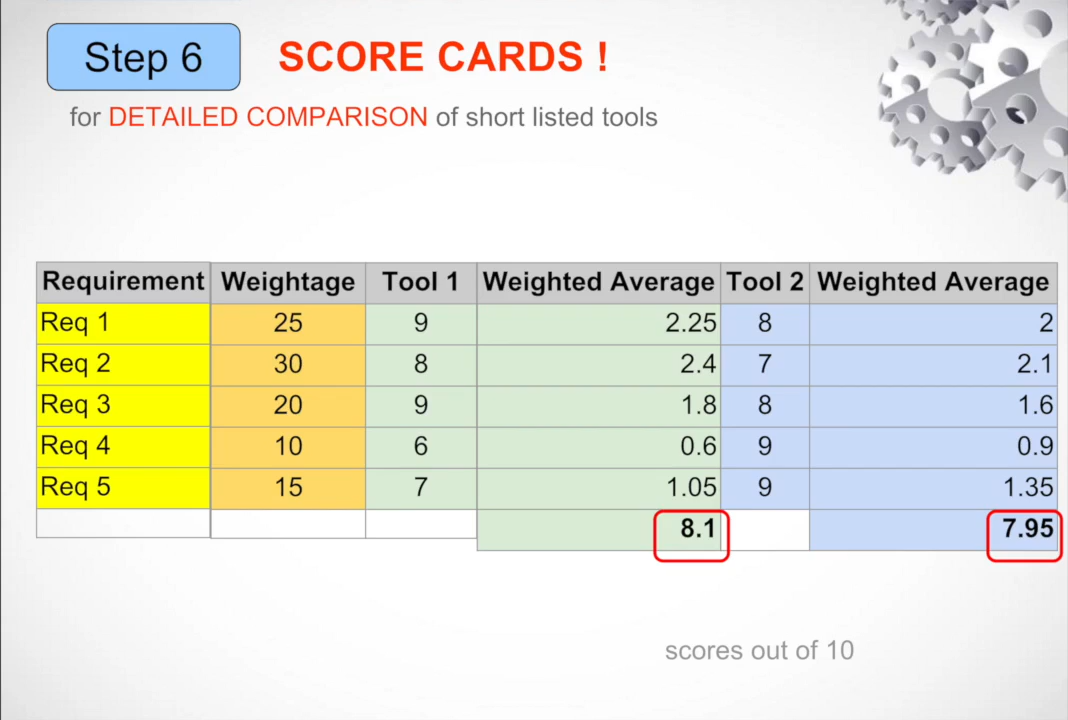 Step 6
SCORE CARDS !
for DETAILED COMPARISON of short listed tools
Requirement Weightage Tool 1 Weighted Average Tool 2 Weighted Average
Req 1 25 9 2.25 8 2
Req 2 30 8 2.4 7 2.1
Req 3 20 9 1.8 8 1.6
Req 4 10 6 0.6 9 0.9
Req 5 15 7 1.05 9 1.35
8.1 7.95
scores out of 10